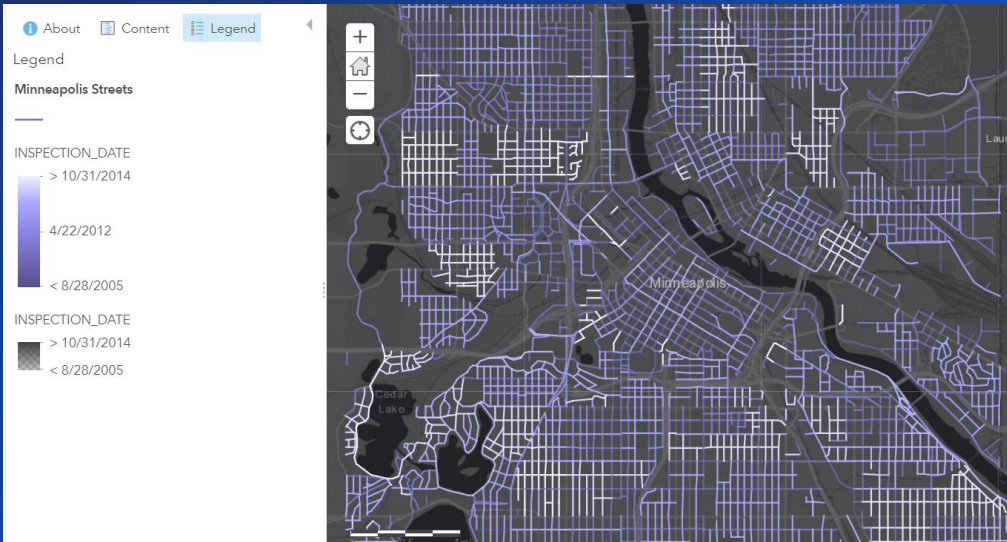 About
Content
Legend
Legend
Minneapolis Streets
INSPECTION_DATE
> 10/31/2014
4/22/2012
< 8/28/2005
INSPECTION_DATE
> 10/31/2014
< 8/28/2005
Lau
Minneapolis
Cedar
Lake